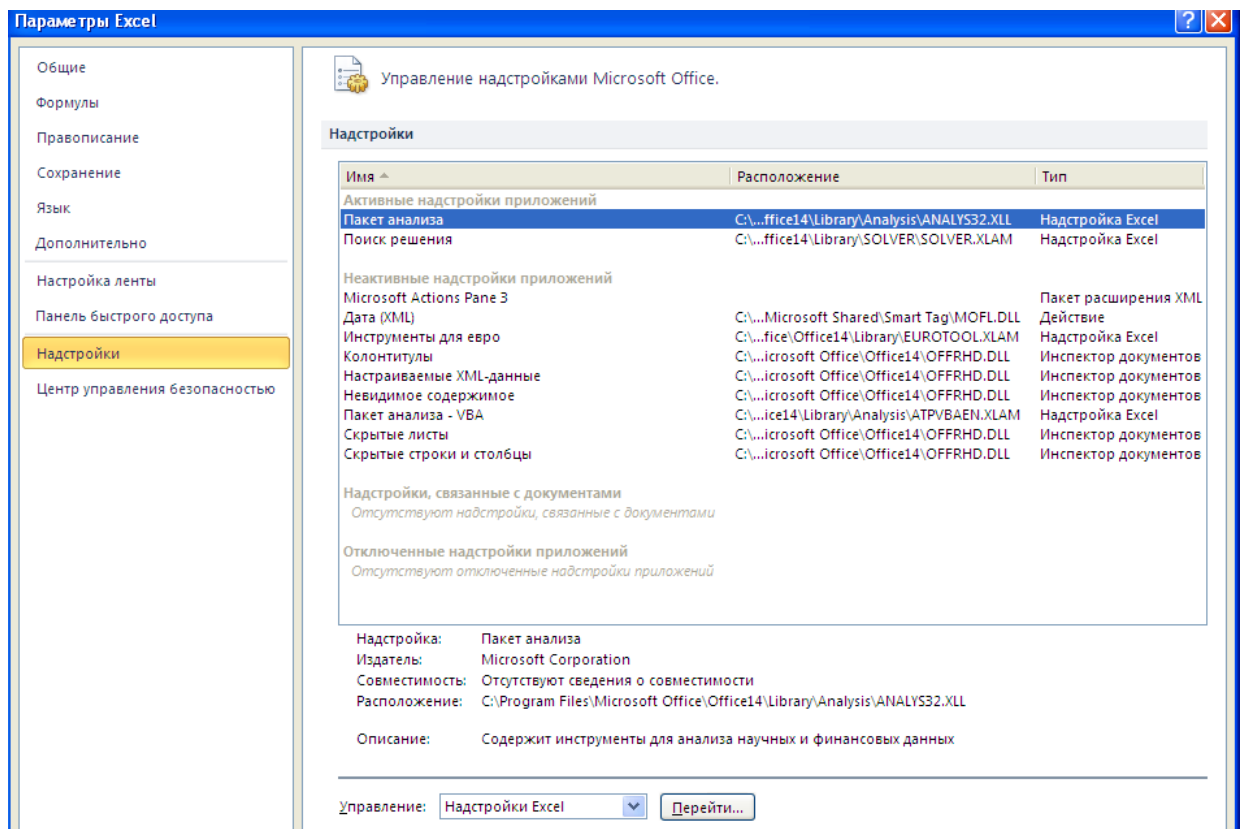 Параметры Excel
Общие
Формулы
Правописание
Сохранение
Язык
Дополнительно
Настройка ленты
Панель быстрого доступа
Надстройки
Центр управления безопасностью
Управление надстройками Microsoft Office.
Надстройки
Имя Расположение Тип
Активные надстройки приложений
Пакет анализа C:\...ffice14\Library\Analysis\ANALYS32.XLL Надстройка Excel
Поиск решения C:\...ffice14\Library\SOLVER\SOLVER.XLAM Надстройка Excel
Неактивные надстройки приложений
Microsoft Actions Pane 3 Пакет расширения XML
Дата (XML) C:\...Microsoft Shared\Smart Tag\MOFL.DLL Действие
Инструменты для евро C:\...fice\Office14\Library\EUROTOOL.XLAM Надстройка Excel
Колонтитулы C:\...icrosoft Office\Office14\OFFRHD.DLL Инспектор документов
Настраиваемые XML-данные C:\...icrosoft Office\Office14\OFFRHD.DLL Инспектор документов
Невидимое содержимое C:\...icrosoft Office\Office14\OFFRHD.DLL Инспектор документов
Пакет анализа - VBA C:\...ice14\Library\Analysis\ATPVBAEN.XLAM Надстройка Excel
Скрытые листы C:\...icrosoft Office\Office14\OFFRHD.DLL Инспектор документов
Скрытые строки и столбцы C:\...icrosoft Office\Office14\OFFRHD.DLL Инспектор документов
Надстройки, связанные с документами
Отсутствуют надстройки, связанные с документами
Отключенные надстройки приложений
Отсутствуют отключенные надстройки приложений
Надстройка: Пакет анализа
Издатель: Microsoft Corporation
Совместимость: Отсутствуют сведения о совместимости
Расположение: C:\Program Files\Microsoft Office\Office14\Library\Analysis\ANALYS32.XLL
Описание: Содержит инструменты для анализа научных и финансовых данных
Управление: Надстройки Excel Перейти...